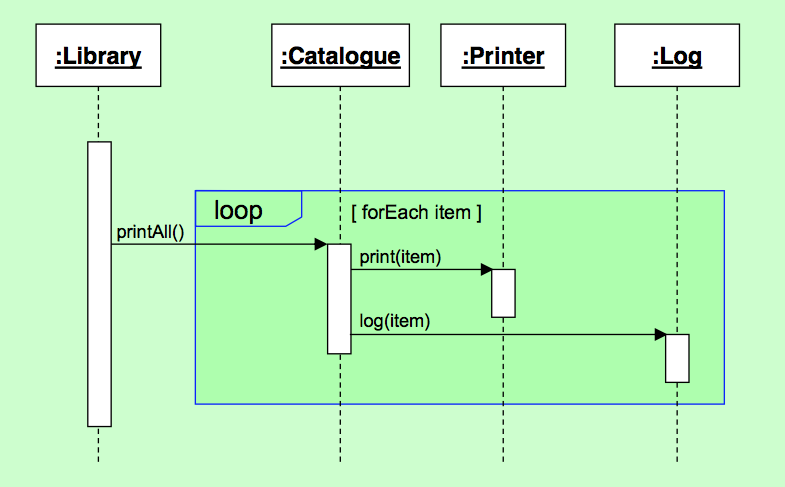 :Library
:Catalogue
:Printer
:Log
loop
[ forEach item ]
printAll()
print(item)
log(item)